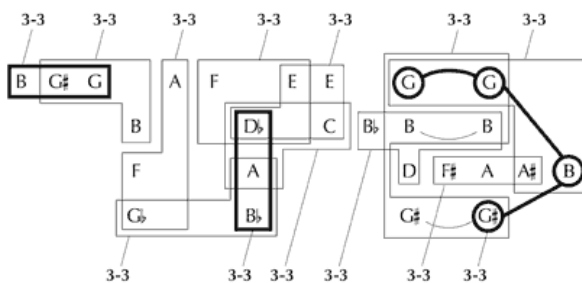 3-3 3-3 3-3 3-3 3-3 3-3 3-3
B G♯ G A F E E G G
B D♭ C B♭ B B
F A D F♯ A A♯ B
G♭ B♭ G♯ G♯
3-3 3-3 3-3 3-3 3-3 3-3